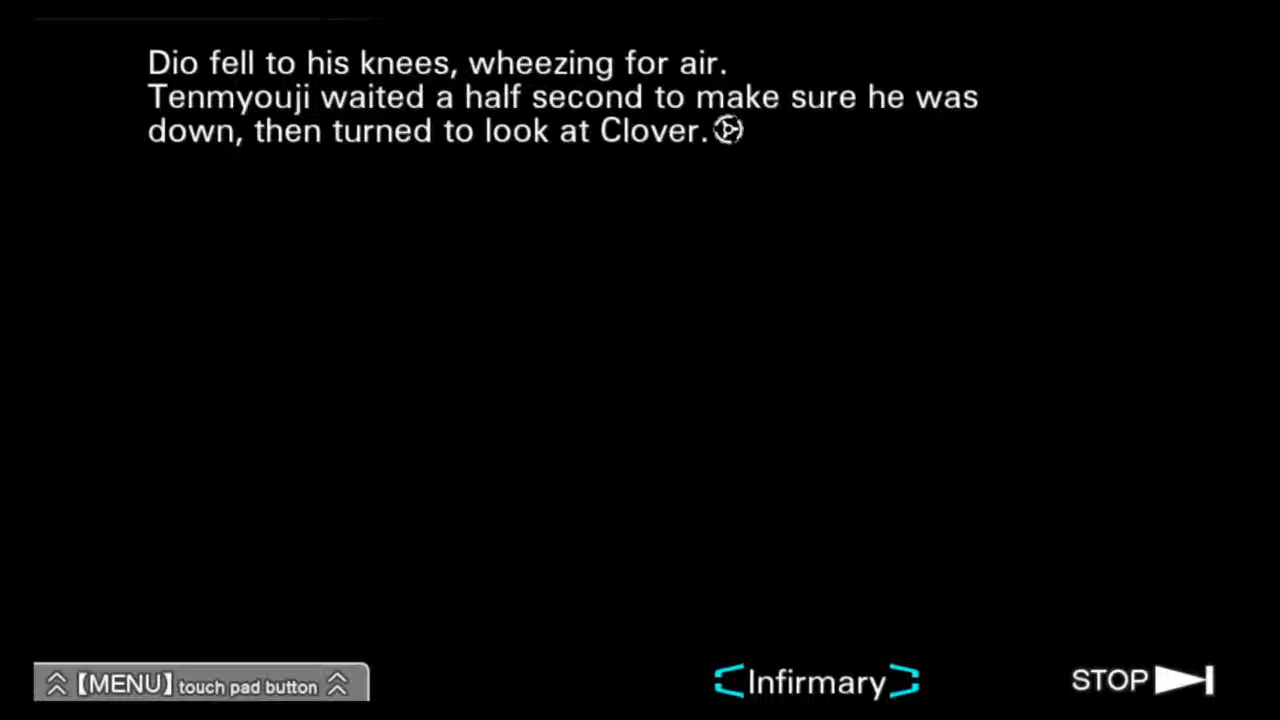 Dio fell to his knees, wheezing for air.
Tenmyouji waited a half second to make sure he was
down, then turned to look at Clover.
【MENU】touch pad button
Infirmary
STOP